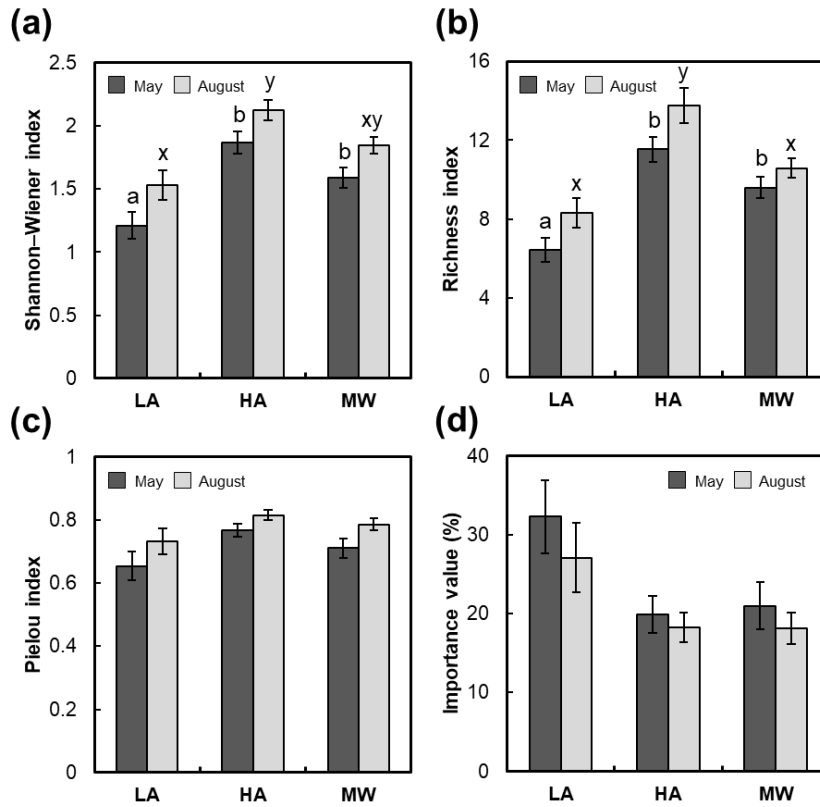 (a)
Shannon–Wiener index
2.5
2
1.5
1
0.5
0
May August
a x b y b xy
LA HA MW
(b)
Richness index
16
12
8
4
0
May August
a x b y b x
LA HA MW
(c)
Pielou index
1
0.8
0.6
0.4
0.2
0
May August
LA HA MW
(d)
Importance value (%)
40
30
20
10
0
May August
LA HA MW